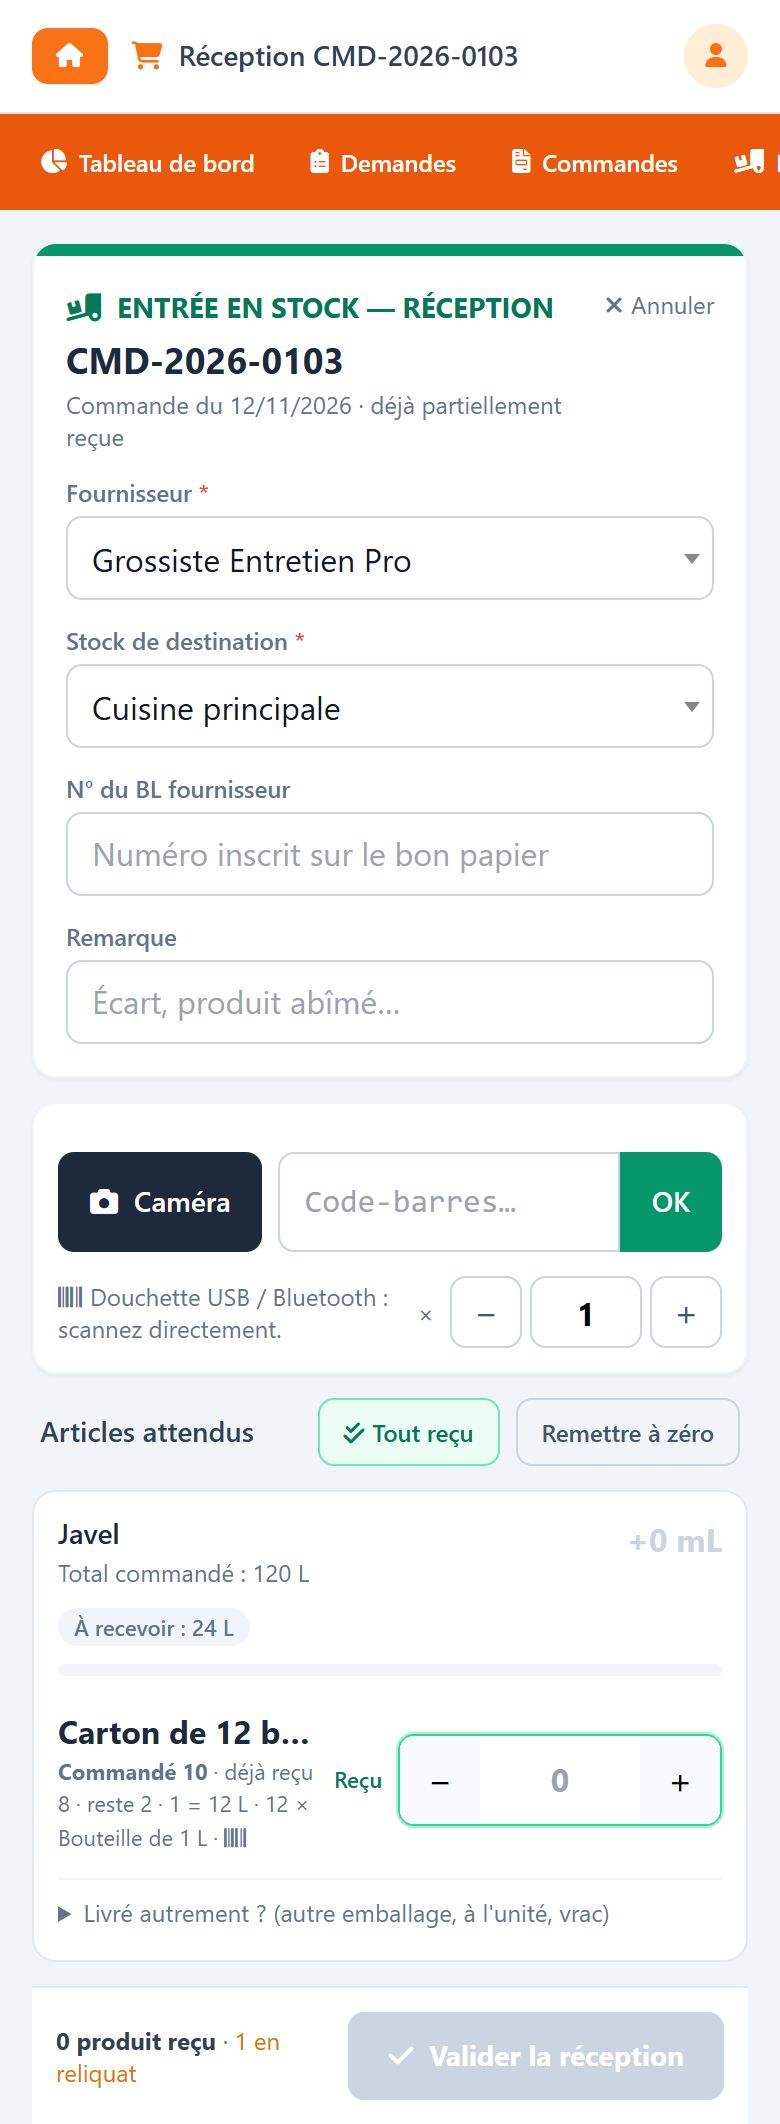 Réception CMD-2026-0103
Tableau de bord
Demandes
Commandes
ENTRÉE EN STOCK — RÉCEPTION
× Annuler
CMD-2026-0103
Commande du 12/11/2026 · déjà partiellement
reçue
Fournisseur *
Grossiste Entretien Pro
Stock de destination *
Cuisine principale
N° du BL fournisseur
Numéro inscrit sur le bon papier
Remarque
Écart, produit abîmé…
Caméra
Code-barres…
OK
Douchette USB / Bluetooth :
scannez directement.
×
−
1
+
Articles attendus
Tout reçu
Remettre à zéro
Javel
+0 mL
Total commandé : 120 L
À recevoir : 24 L
Carton de 12 b…
Commandé 10 · déjà reçu
8 · reste 2 · 1 = 12 L · 12 ×
Bouteille de 1 L ·
Reçu
−
0
+
Livré autrement ? (autre emballage, à l'unité, vrac)
0 produit reçu · 1 en
reliquat
Valider la réception